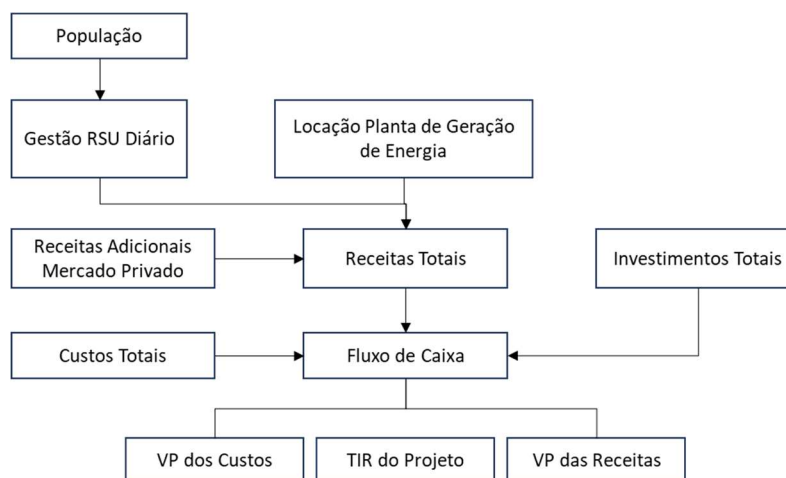 População
Gestão RSU Diário
Locação Planta de Geração
de Energia
Receitas Adicionais
Mercado Privado
Receitas Totais
Investimentos Totais
Custos Totais
Fluxo de Caixa
VP dos Custos
TIR do Projeto
VP das Receitas